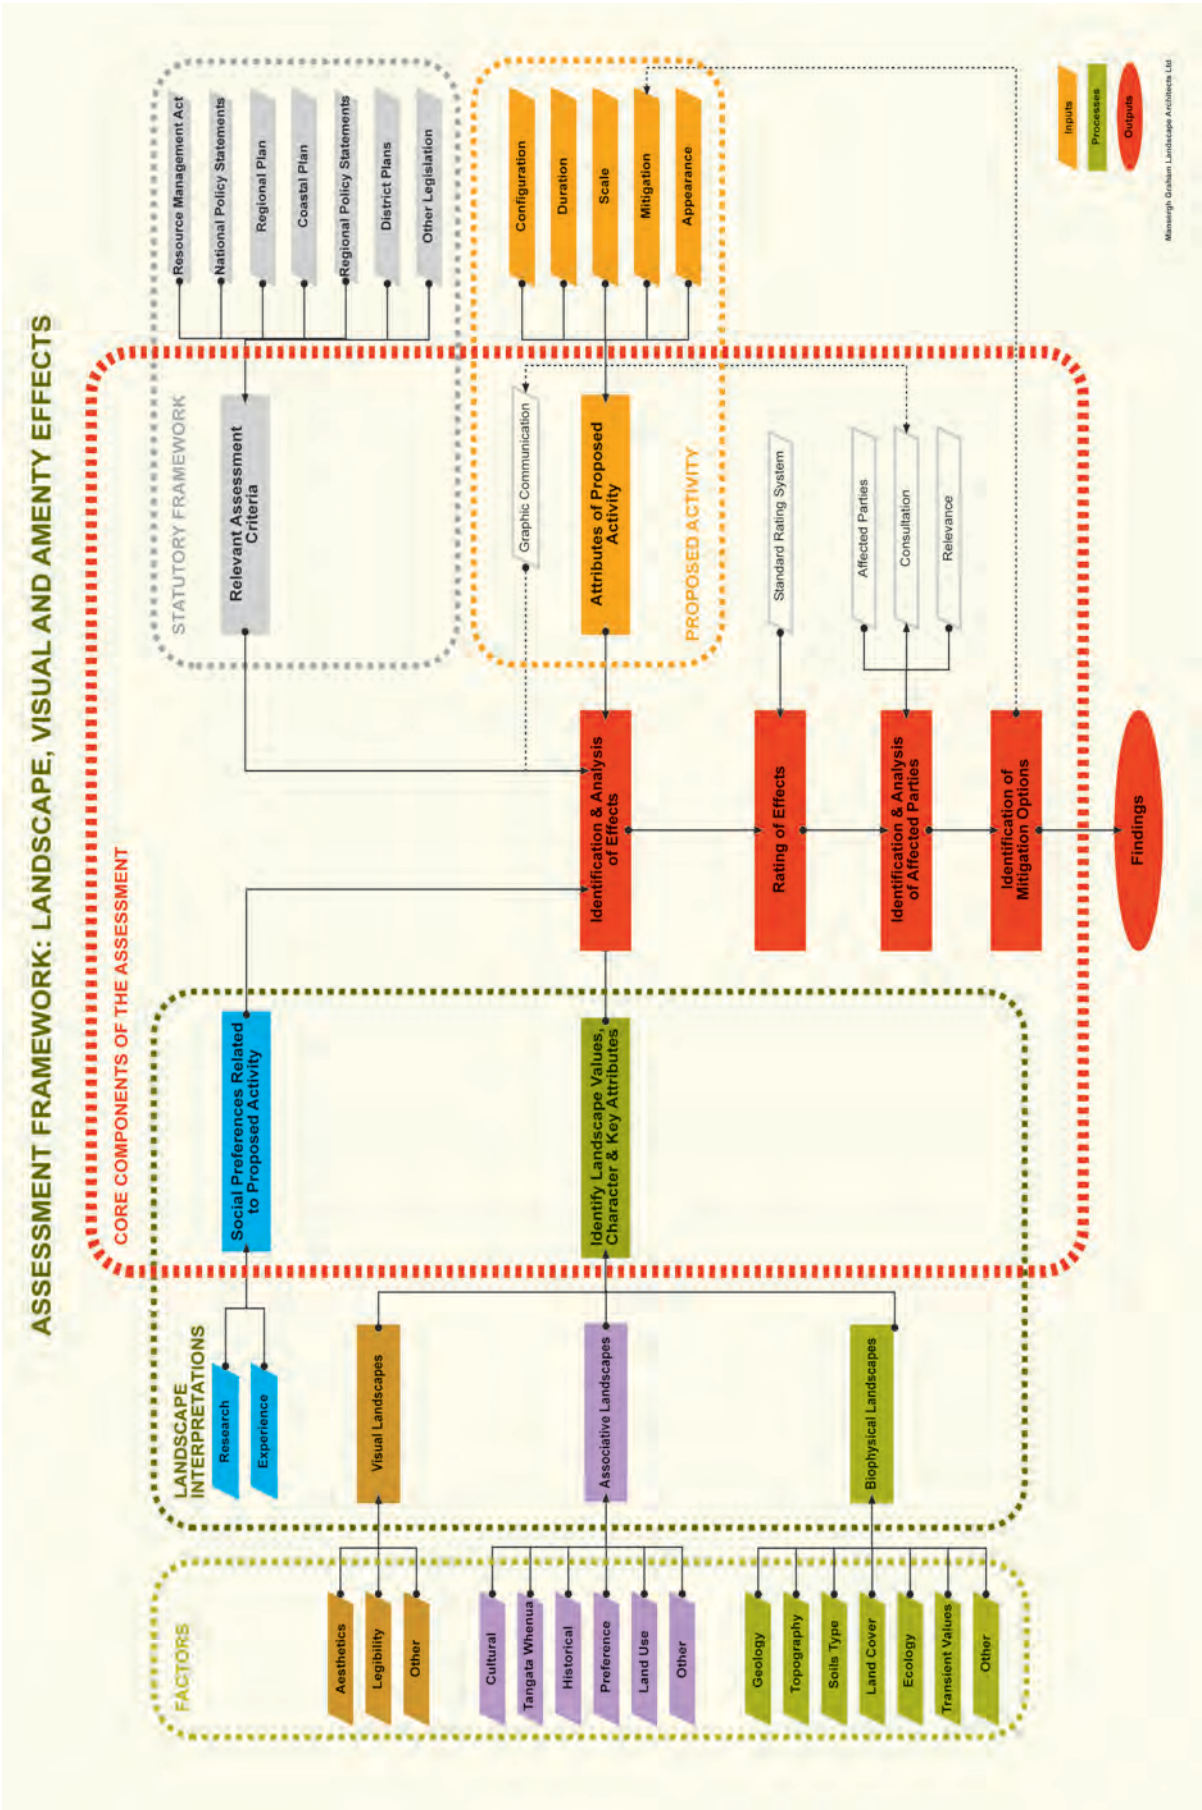 ASSESSMENT FRAMEWORK: LANDSCAPE, VISUAL AND AMENTY EFFECTS
CORE COMPONENTS OF THE ASSESSMENT
FACTORS
Aesthetics
Legibility
Other
Cultural
Tangata Whenua
Historical
Preference
Land Use
Other
Geology
Topography
Soils Type
Land Cover
Ecology
Transient Values
Other
LANDSCAPE
INTERPRETATIONS
Research
Experience
Visual Landscapes
Associative Landscapes
Biophysical Landscapes
Social Preferences Related
to Proposed Activity
Identify Landscape Values,
Character & Key Attributes
Identification & Analysis
of Effects
Rating of Effects
Identification & Analysis
of Affected Parties
Identification of
Mitigation Options
Findings
STATUTORY FRAMEWORK
Relevant Assessment
Criteria
Resource Management Act
National Policy Statements
Regional Plan
Coastal Plan
Regional Policy Statements
District Plans
Other Legislation
Graphic Communication
Attributes of Proposed
Activity
PROPOSED ACTIVITY
Configuration
Duration
Scale
Mitigation
Appearance
Standard Rating System
Affected Parties
Consultation
Relevance
Inputs
Processes
Outputs
Mansergh Graham Landscape Architects Ltd